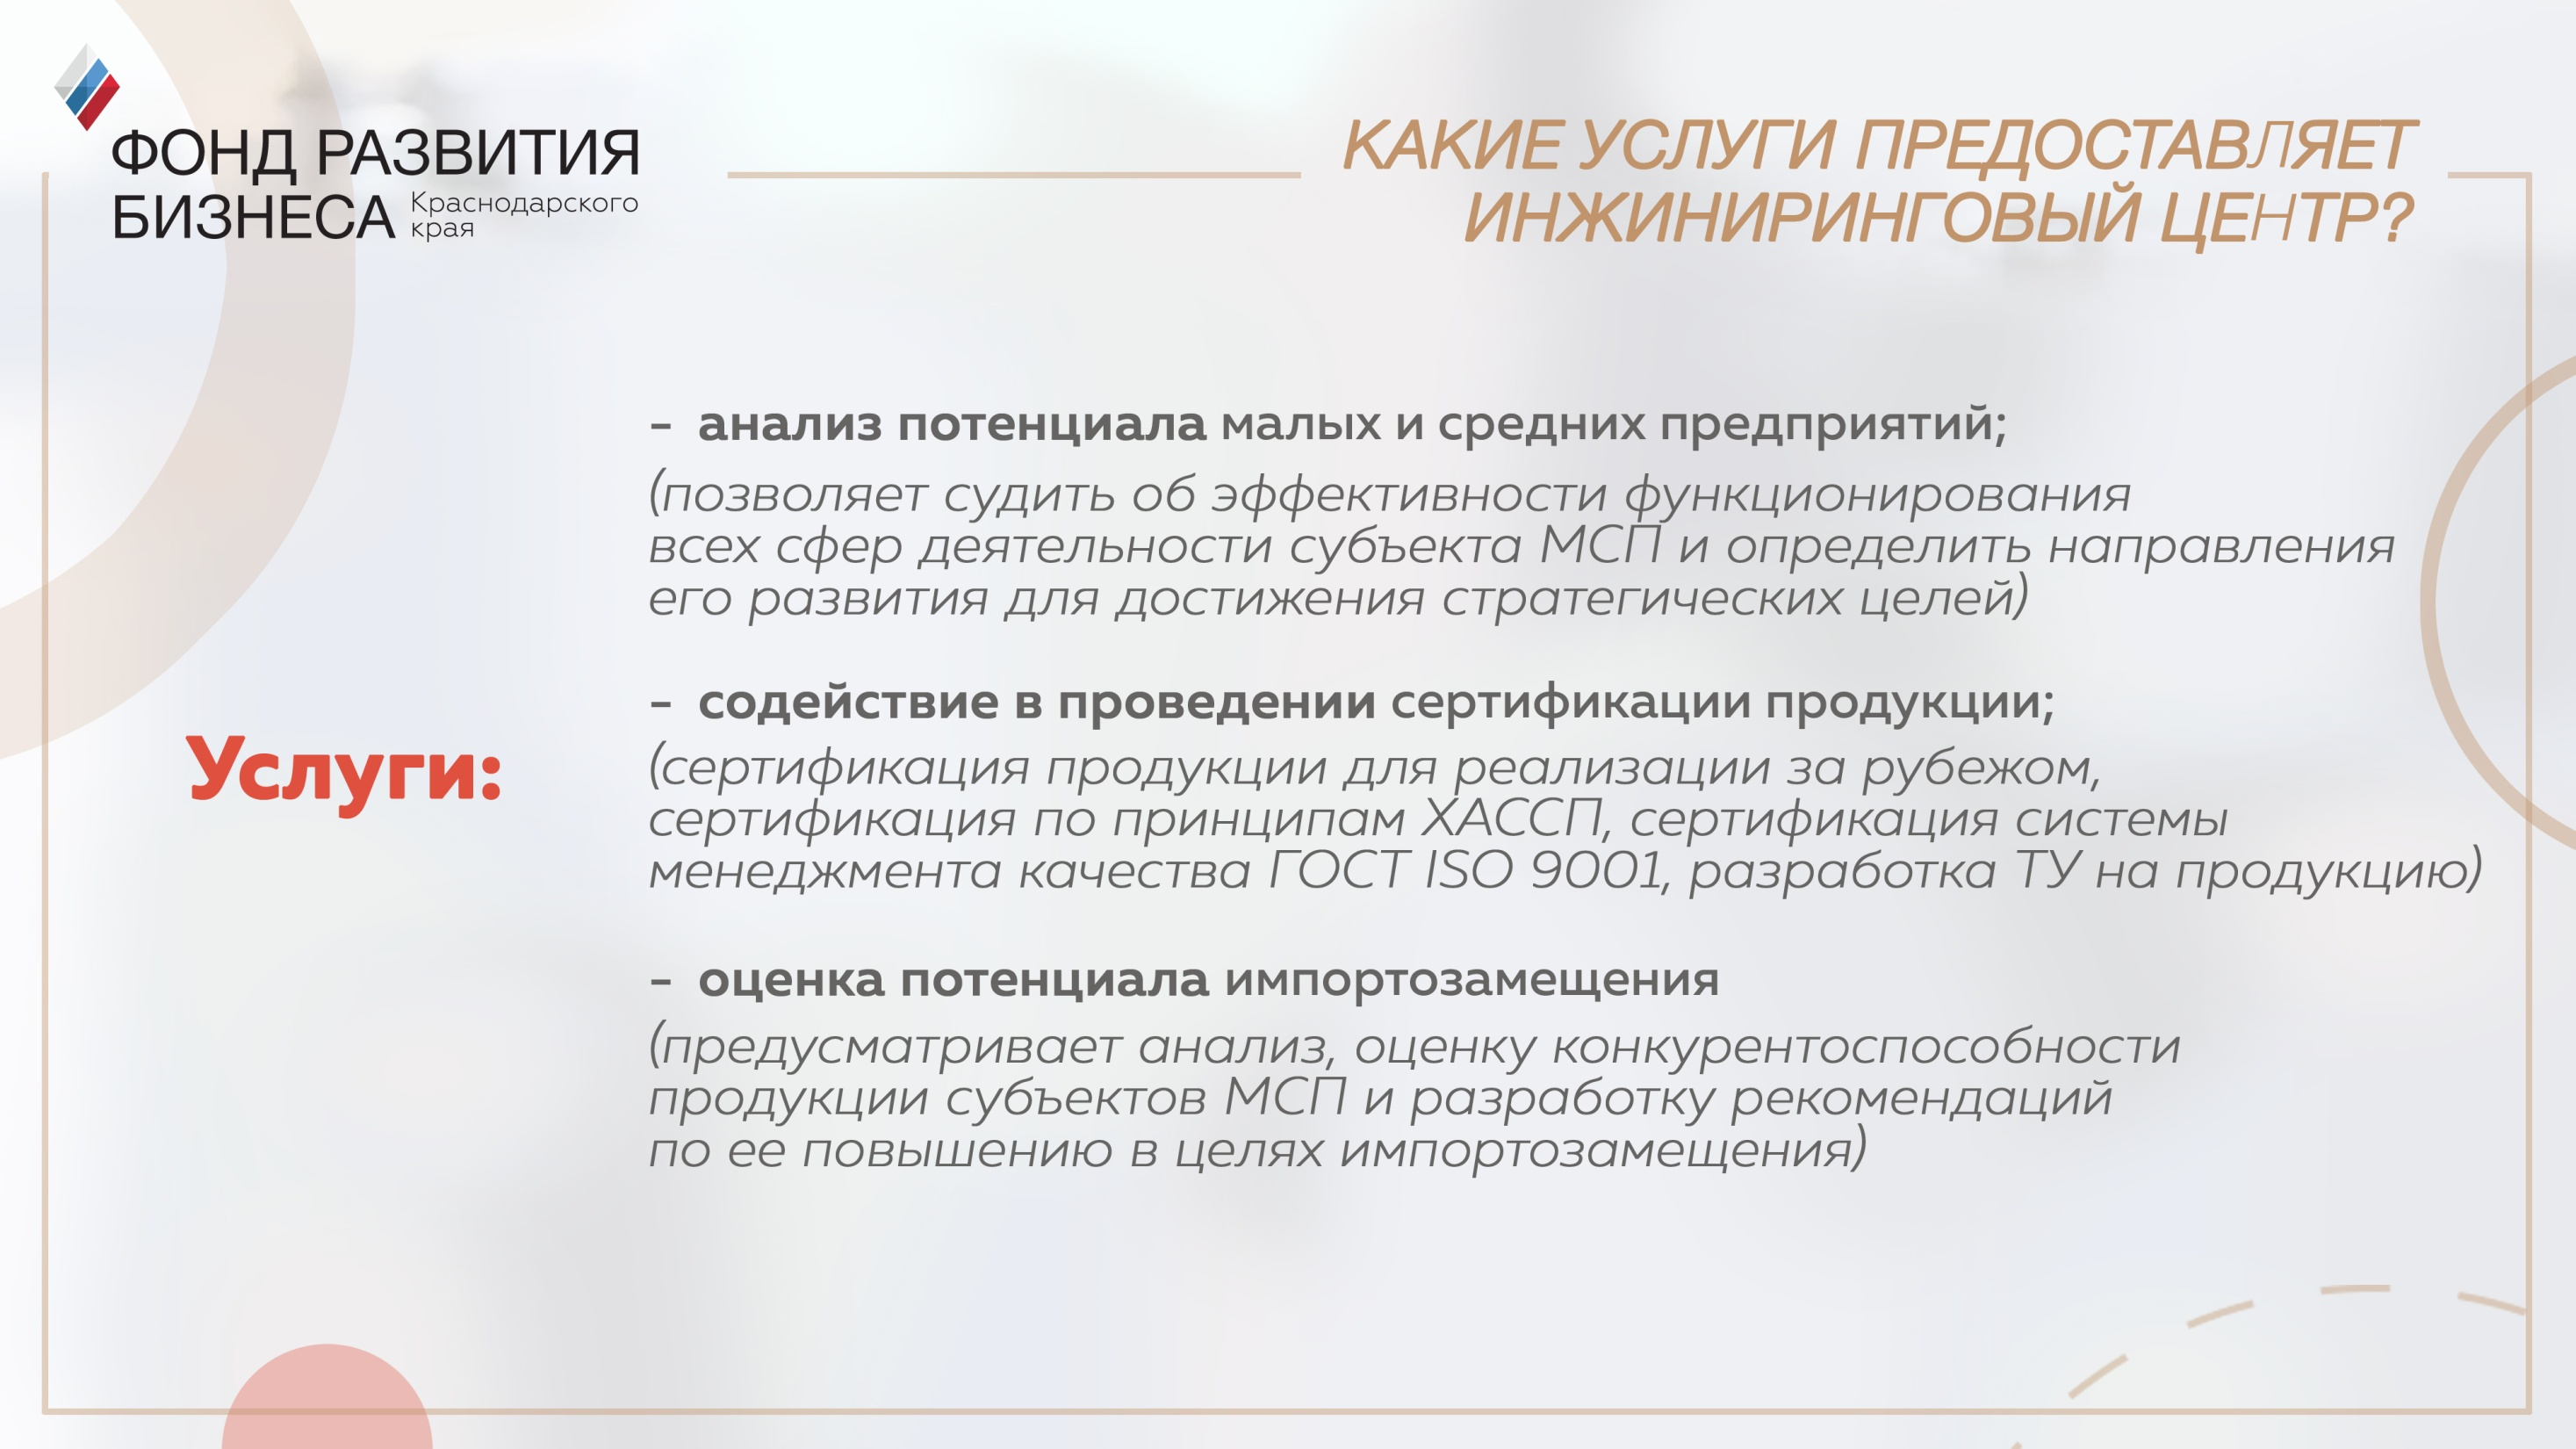 ФОНД РАЗВИТИЯ
БИЗНЕСА Краснодарского
края
КАКИЕ УСЛУГИ ПРЕДОСТАВЛЯЕТ
ИНЖИНИРИНГОВЫЙ ЦЕНТР?
Услуги:
- анализ потенциала малых и средних предприятий;
(позволяет судить об эффективности функционирования
всех сфер деятельности субъекта МСП и определить направления
его развития для достижения стратегических целей)
- содействие в проведении сертификации продукции;
(сертификация продукции для реализации за рубежом,
сертификация по принципам ХАССП, сертификация системы
менеджмента качества ГОСТ ISO 9001, разработка ТУ на продукцию)
- оценка потенциала импортозамещения
(предусматривает анализ, оценку конкурентоспособности
продукции субъектов МСП и разработку рекомендаций
по ее повышению в целях импортозамещения)